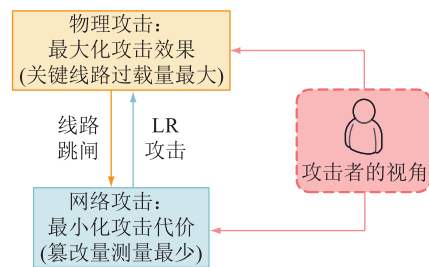 物理攻击：
最大化攻击效果
(关键线路过载量最大)
线路
跳闸
LR
攻击
攻击者的视角
网络攻击：
最小化攻击代价
(篡改量测量最少)